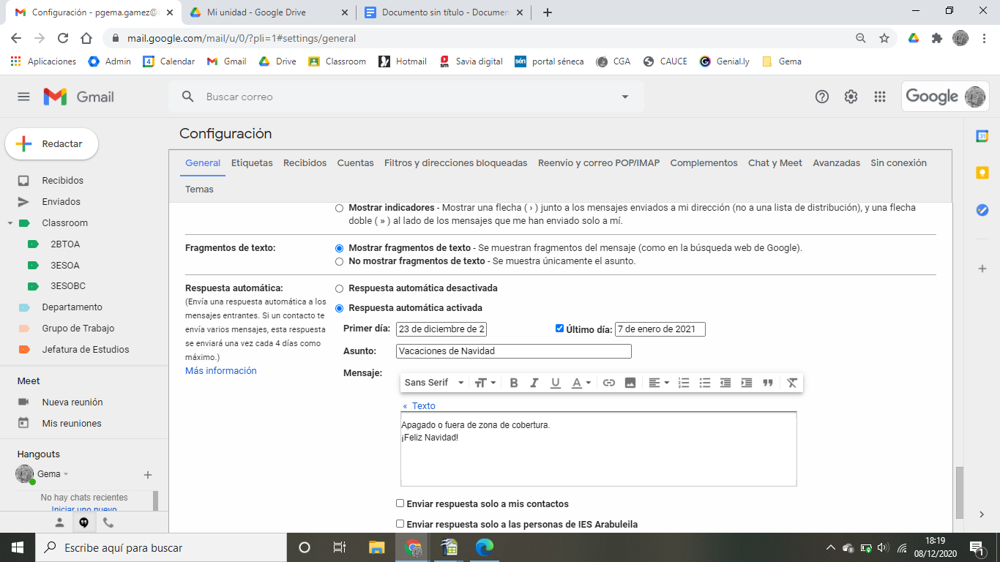 Configuración - pgema.gamez@
Mi unidad - Google Drive
Documento sin título - Documen
mail.google.com/mail/u/0/?pli=1#settings/general
Aplicaciones
Admin
Calendar
Gmail
Drive
Classroom
Hotmail
Savia digital
portal séneca
CGA
CAUCE
Genial.ly
Gema
Gmail
Buscar correo
Google
Redactar
Recibidos
Enviados
Classroom
2BTOA
3ESOA
3ESOBC
Departamento
Grupo de Trabajo
Jefatura de Estudios
Meet
Nueva reunión
Mis reuniones
Hangouts
Gema
No hay chats recientes
Iniciar uno nuevo
Configuración
General Etiquetas Recibidos Cuentas Filtros y direcciones bloqueadas Reenvío y correo POP/IMAP Complementos Chat y Meet Avanzadas Sin conexión
Temas
Mostrar indicadores - Mostrar una flecha ( › ) junto a los mensajes enviados a mi dirección (no a una lista de distribución), y una flecha
doble ( » ) al lado de los mensajes que me han enviado solo a mí.
Fragmentos de texto:
Mostrar fragmentos de texto - Se muestran fragmentos del mensaje (como en la búsqueda web de Google).
No mostrar fragmentos de texto - Se muestra únicamente el asunto.
Respuesta automática:
(Envía una respuesta automática a los
mensajes entrantes. Si un contacto te
envía varios mensajes, esta respuesta
se enviará una vez cada 4 días como
máximo.)
Más información
Respuesta automática desactivada
Respuesta automática activada
Primer día: 23 de diciembre de 2 Último día: 7 de enero de 2021
Asunto: Vacaciones de Navidad
Mensaje:
Sans Serif
« Texto
Apagado o fuera de zona de cobertura.
¡Feliz Navidad!
Enviar respuesta solo a mis contactos
Enviar respuesta solo a las personas de IES Arabuleila
Escribe aquí para buscar
18:19
08/12/2020
1